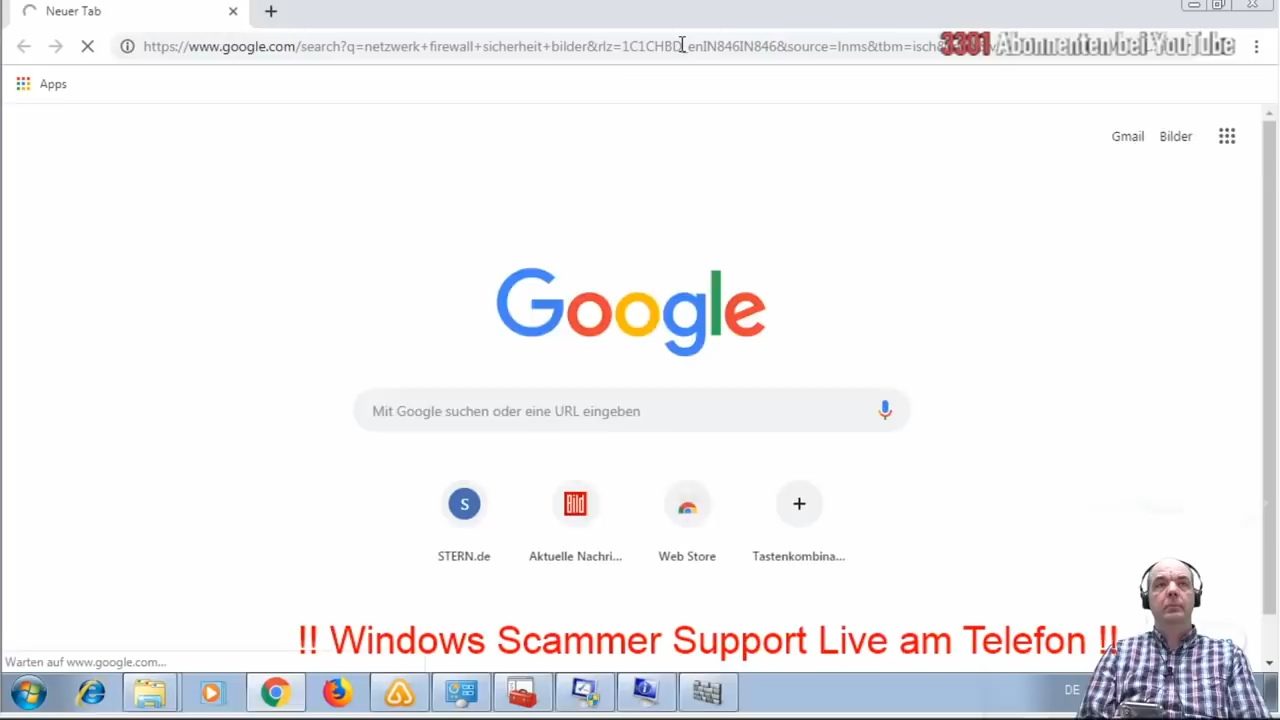 Neuer Tab
https://www.google.com/search?q=netzwerk+firewall+sicherheit+bilder&rlz=1C1CHBD_enIN846IN846&source=lnms&tbm=isch
3301 Abonnenten bei YouTube
Apps
Gmail Bilder
Google
Mit Google suchen oder eine URL eingeben
S
Bild
STERN.de
Aktuelle Nachri...
Web Store
Tastenkombina...
!! Windows Scammer Support Live am Telefon !!
Warten auf www.google.com...
DE